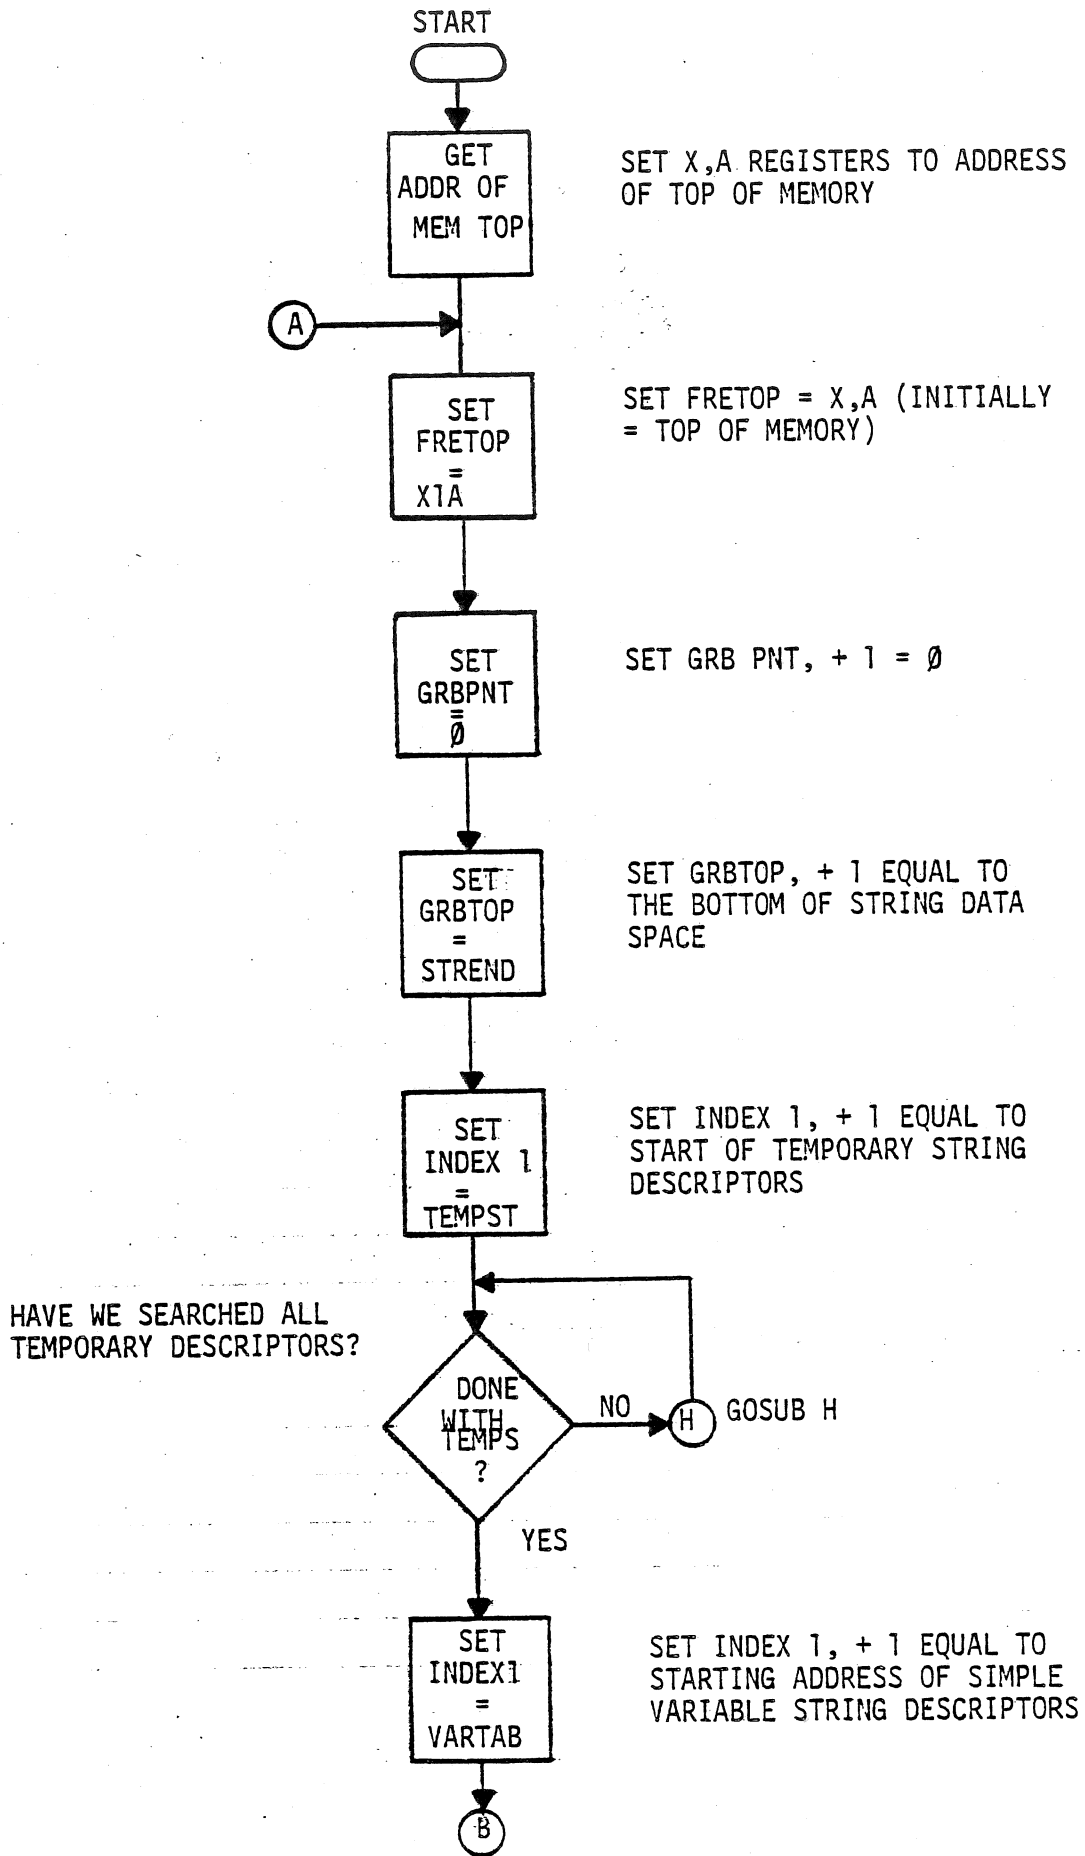 START
GET
ADDR OF
MEM TOP
SET X,A REGISTERS TO ADDRESS
OF TOP OF MEMORY
A
SET
FRETOP
=
X1A
SET FRETOP = X,A (INITIALLY
= TOP OF MEMORY)
SET
GRBPNT
=
Ø
SET GRB PNT, + 1 = Ø
SET
GRBTOP
=
STREND
SET GRBTOP, + 1 EQUAL TO
THE BOTTOM OF STRING DATA
SPACE
SET
INDEX 1
=
TEMPST
SET INDEX 1, + 1 EQUAL TO
START OF TEMPORARY STRING
DESCRIPTORS
HAVE WE SEARCHED ALL
TEMPORARY DESCRIPTORS?
DONE
WITH
TEMPS
?
NO
H
GOSUB H
YES
SET
INDEX1
=
VARTAB
SET INDEX 1, + 1 EQUAL TO
STARTING ADDRESS OF SIMPLE
VARIABLE STRING DESCRIPTORS
B